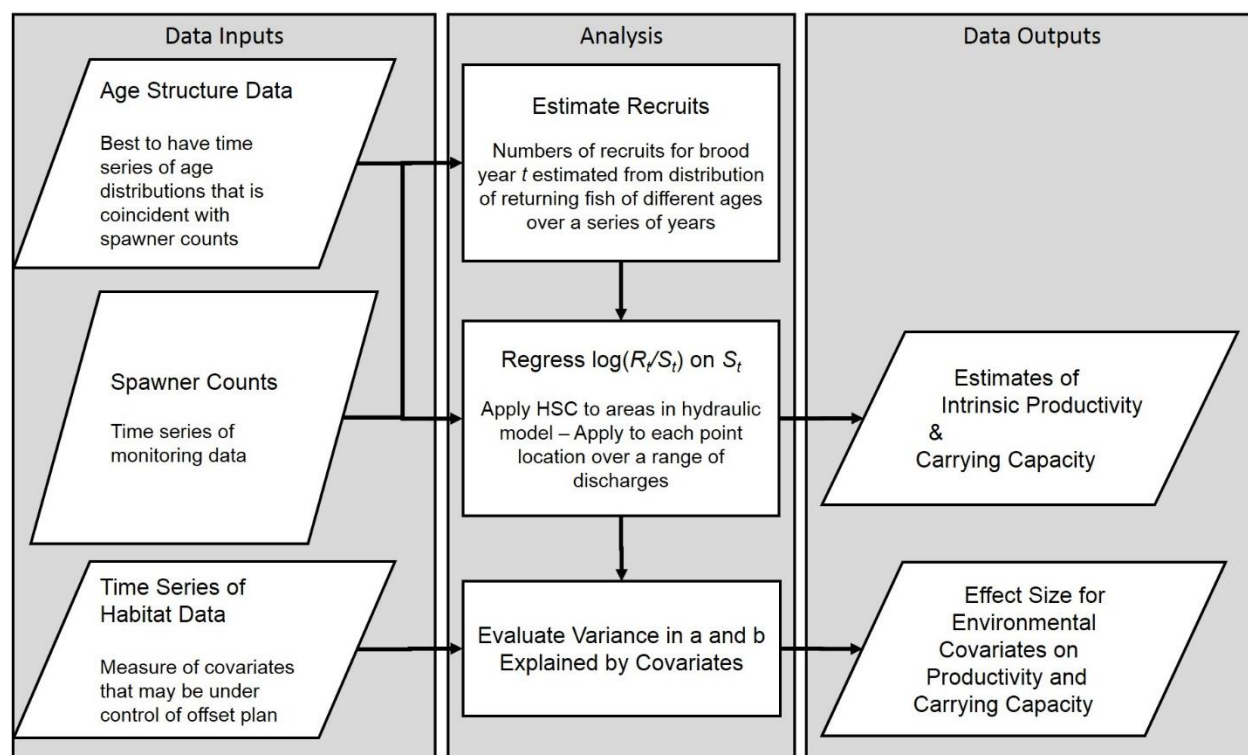 Data Inputs
Age Structure Data
Best to have time
series of age
distributions that is
coincident with
spawner counts
Spawner Counts
Time series of
monitoring data
Time Series of
Habitat Data
Measure of covariates
that may be under
control of offset plan
Analysis
Estimate Recruits
Numbers of recruits for brood
year t estimated from distribution
of returning fish of different ages
over a series of years
Regress log(Rt/St) on St
Apply HSC to areas in hydraulic
model – Apply to each point
location over a range of
discharges
Evaluate Variance in a and b
Explained by Covariates
Data Outputs
Estimates of
Intrinsic Productivity
&
Carrying Capacity
Effect Size for
Environmental
Covariates on
Productivity and
Carrying Capacity